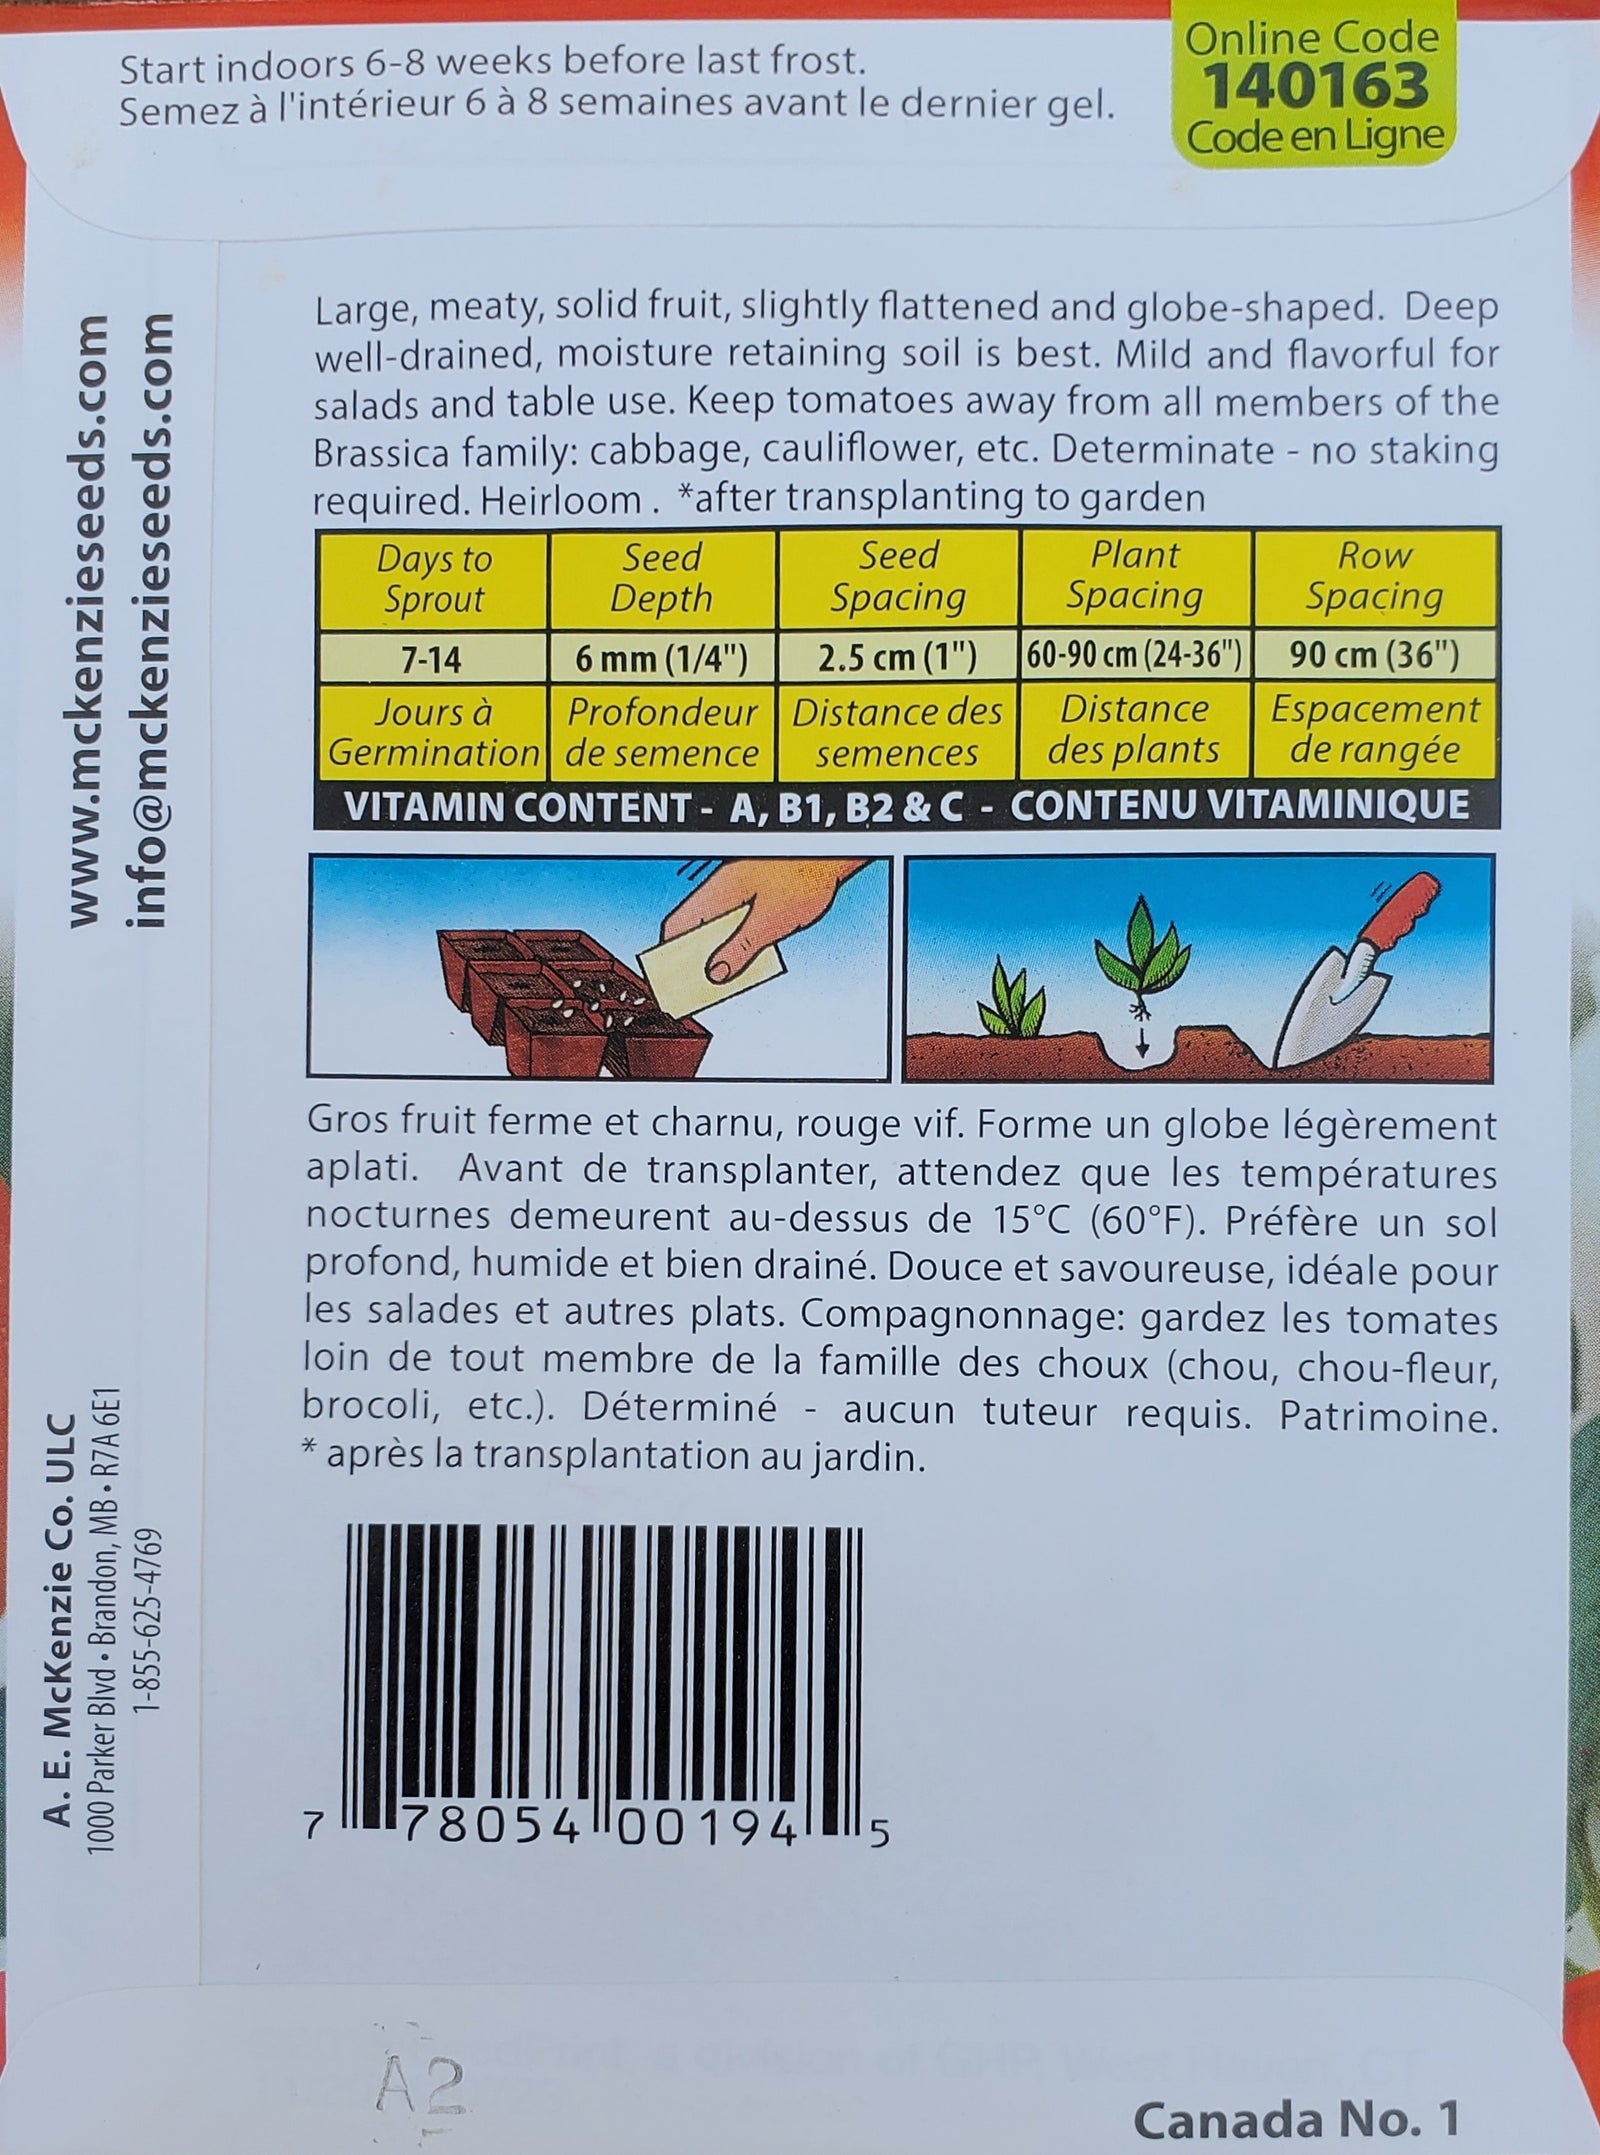 Start indoors 6-8 weeks before last frost.
Semez à l'intérieur 6 à 8 semaines avant le dernier gel.
Online Code
140163
Code en Ligne
www.mckenzieseeds.com
info@mckenzieseeds.com
Large, meaty, solid fruit, slightly flattened and globe-shaped. Deep
well-drained, moisture retaining soil is best. Mild and flavorful for
salads and table use. Keep tomatoes away from all members of the
Brassica family: cabbage, cauliflower, etc. Determinate - no staking
required. Heirloom . *after transplanting to garden
Days to Sprout
Seed Depth
Seed Spacing
Plant Spacing
Row Spacing
7-14
6 mm (1/4")
2.5 cm (1")
60-90 cm (24-36")
90 cm (36")
Jours à Germination
Profondeur de semence
Distance des semences
Distance des plants
Espacement de rangée
VITAMIN CONTENT - A, B1, B2 & C - CONTENU VITAMINIQUE
Gros fruit ferme et charnu, rouge vif. Forme un globe légèrement
aplati. Avant de transplanter, attendez que les températures
nocturnes demeurent au-dessus de 15°C (60°F). Préfère un sol
profond, humide et bien drainé. Douce et savoureuse, idéale pour
les salades et autres plats. Compagnonnage: gardez les tomates
loin de tout membre de la famille des choux (chou, chou-fleur,
brocoli, etc.). Déterminé - aucun tuteur requis. Patrimoine.
* après la transplantation au jardin.
A. E. McKenzie Co. ULC
1000 Parker Blvd • Brandon, MB • R7A 6E1
1-855-625-4769
7 78054 00194 5
A2
Canada No. 1